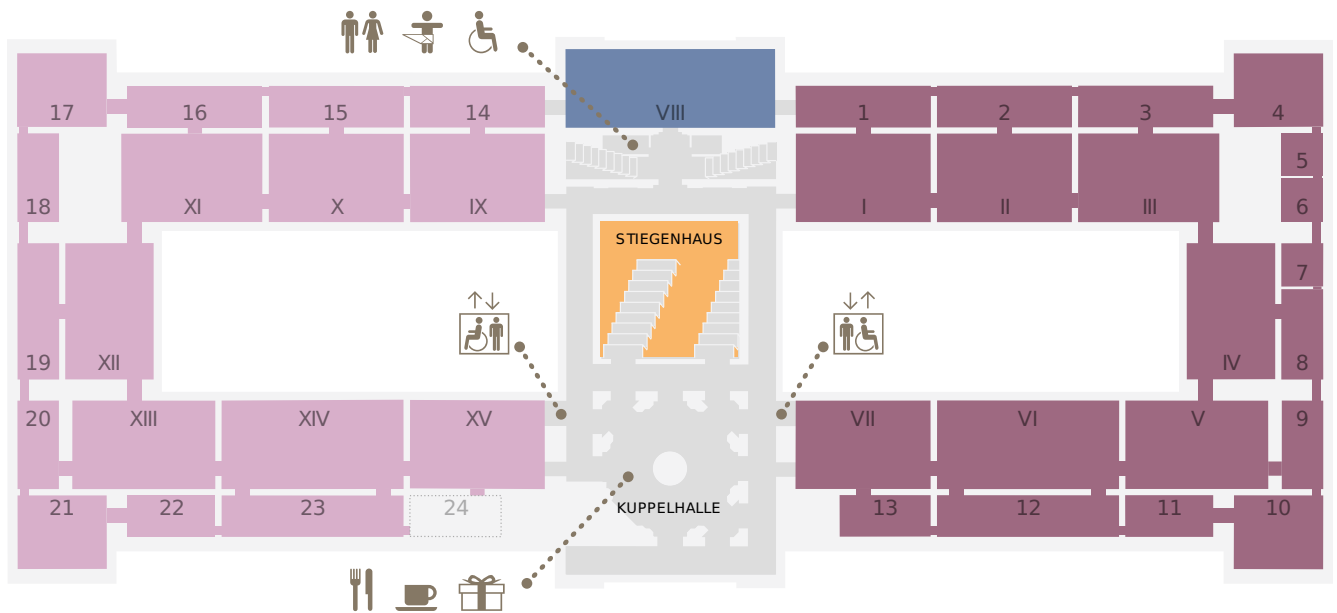 17 16 15 14 VIII 1 2 3 4
5
18 XI X IX I II III 6
STIEGENHAUS
7
19 XII IV 8
20 XIII XIV XV VII VI V 9
21 22 23 24 KUPPELHALLE 13 12 11 10